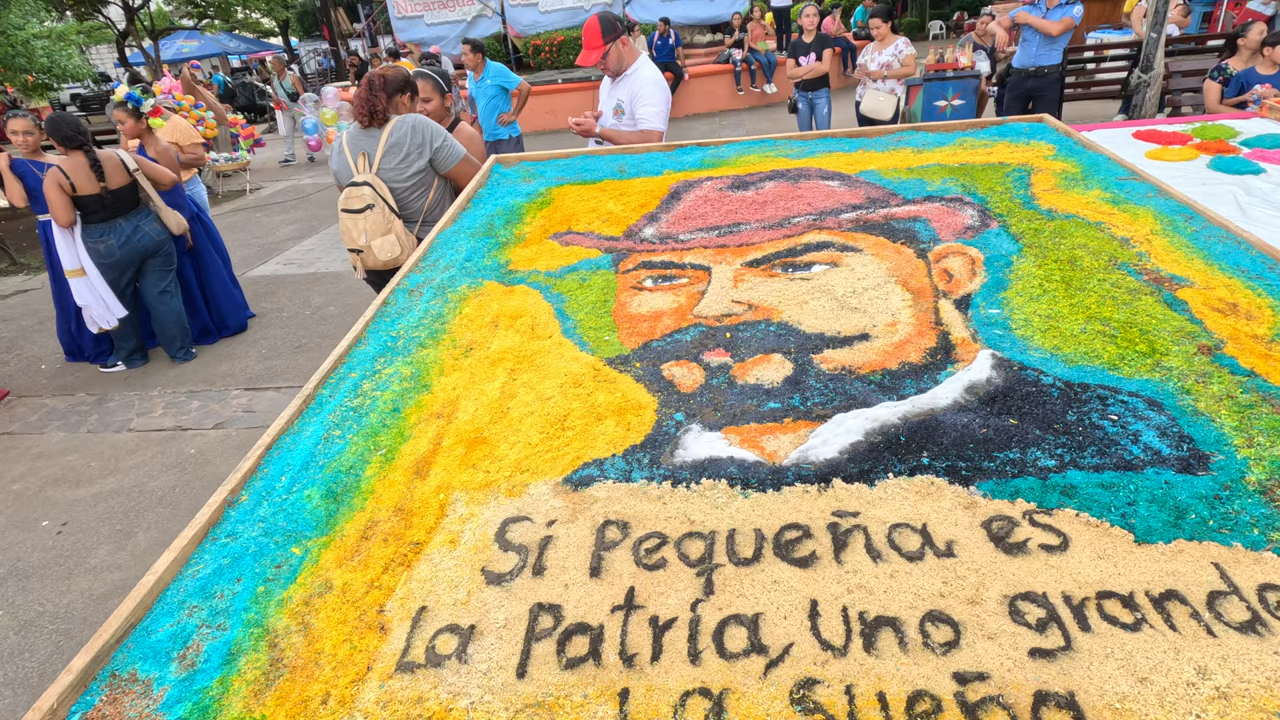 Nicaragua
Si Pequeña es
La Patria, Uno grande
La Sueña